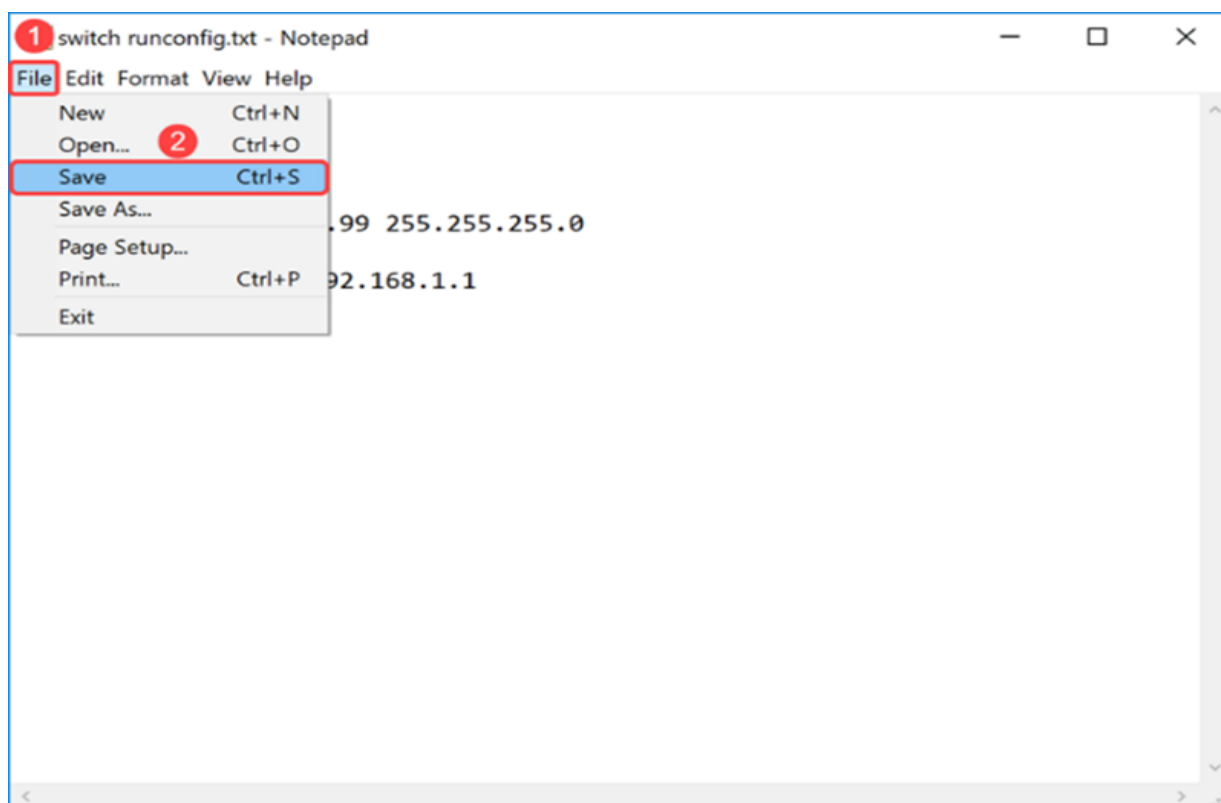 1 switch runconfig.txt - Notepad
File Edit Format View Help
New Ctrl+N
Open... 2 Ctrl+O
Save Ctrl+S
Save As...
.99 255.255.255.0
Page Setup...
Print... Ctrl+P 92.168.1.1
Exit